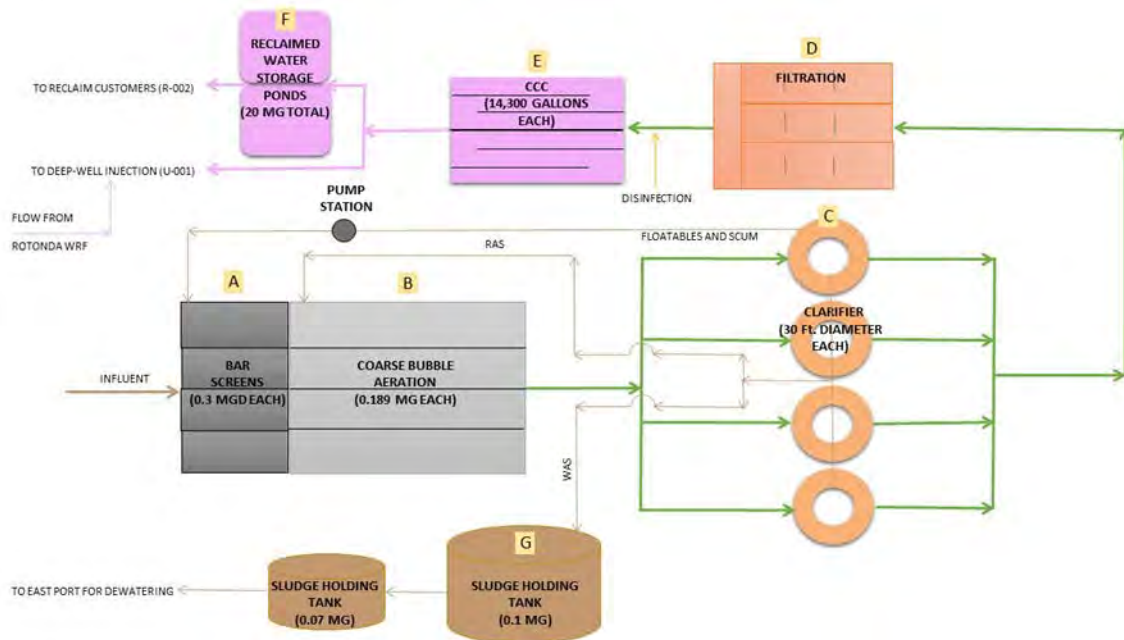 F
RECLAIMED
WATER
STORAGE
PONDS
(20 MG TOTAL)
TO RECLAIM CUSTOMERS (R-002)
TO DEEP-WELL INJECTION (U-001)
FLOW FROM
ROTONDA WRF
E
CCC
(14,300 GALLONS
EACH)
D
FILTRATION
DISINFECTION
PUMP
STATION
RAS
FLOATABLES AND SCUM
C
CLARIFIER
(30 Ft. DIAMETER
EACH)
A
B
INFLUENT
BAR
SCREENS
(0.3 MGD EACH)
COARSE BUBBLE
AERATION
(0.189 MG EACH)
WAS
G
SLUDGE HOLDING
TANK
(0.1 MG)
SLUDGE HOLDING
TANK
(0.07 MG)
TO EAST PORT FOR DEWATERING